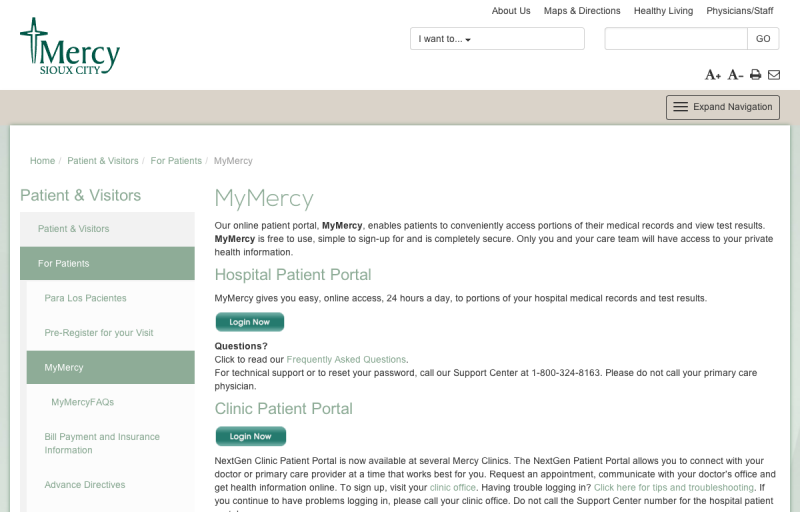 About Us Maps & Directions Healthy Living Physicians/Staff
Mercy
SIOUX CITY
I want to...
GO
A+ A-
Expand Navigation
Home / Patient & Visitors / For Patients / MyMercy
Patient & Visitors
Patient & Visitors
For Patients
Para Los Pacientes
Pre-Register for your Visit
MyMercy
MyMercyFAQs
Bill Payment and Insurance
Information
Advance Directives
MyMercy
Our online patient portal, MyMercy, enables patients to conveniently access portions of their medical records and view test results.
MyMercy is free to use, simple to sign-up for and is completely secure. Only you and your care team will have access to your private
health information.
Hospital Patient Portal
MyMercy gives you easy, online access, 24 hours a day, to portions of your hospital medical records and test results.
Login Now
Questions?
Click to read our Frequently Asked Questions.
For technical support or to reset your password, call our Support Center at 1-800-324-8163. Please do not call your primary care
physician.
Clinic Patient Portal
Login Now
NextGen Clinic Patient Portal is now available at several Mercy Clinics. The NextGen Patient Portal allows you to connect with your
doctor or primary care provider at a time that works best for you. Request an appointment, communicate with your doctor's office and
get health information online. To sign up, visit your clinic office. Having trouble logging in? Click here for tips and troubleshooting. If
you continue to have problems logging in, please call your clinic office. Do not call the Support Center number for the hospital patient